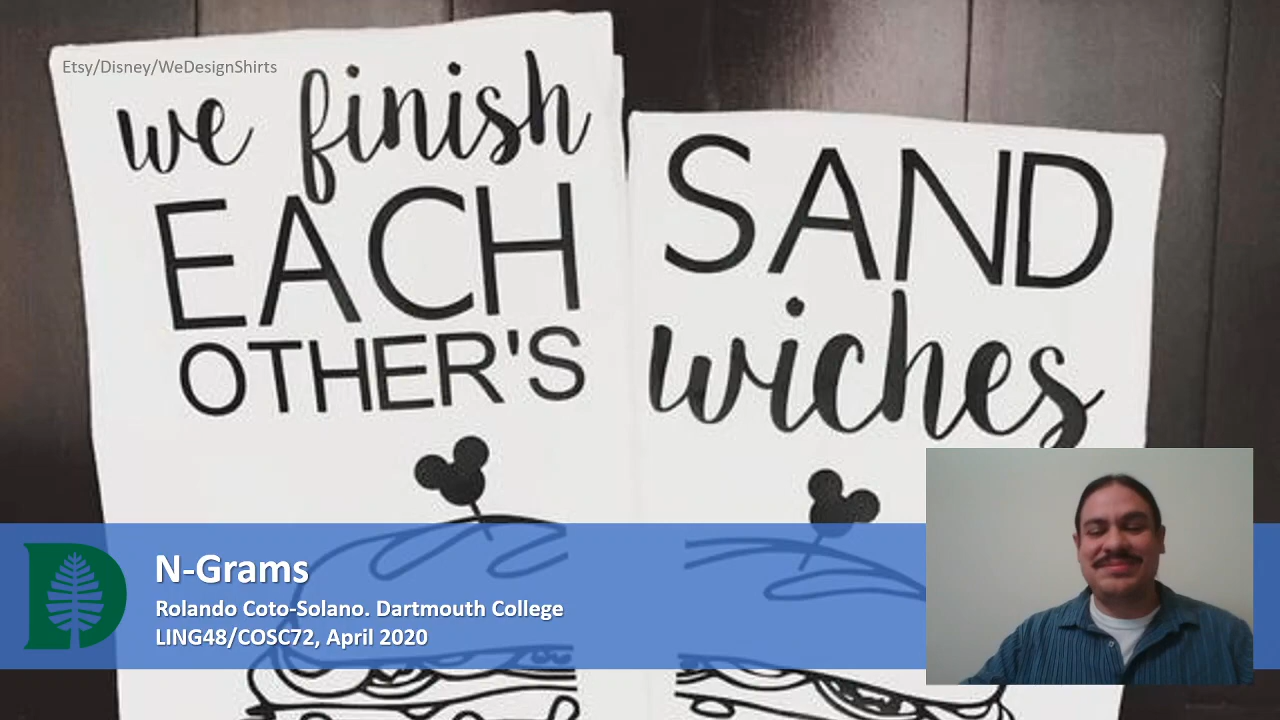 Etsy/Disney/WeDesignShirts
we finish
EACH
OTHER'S
SAND
wiches
N-Grams
Rolando Coto-Solano. Dartmouth College
LING48/COSC72, April 2020